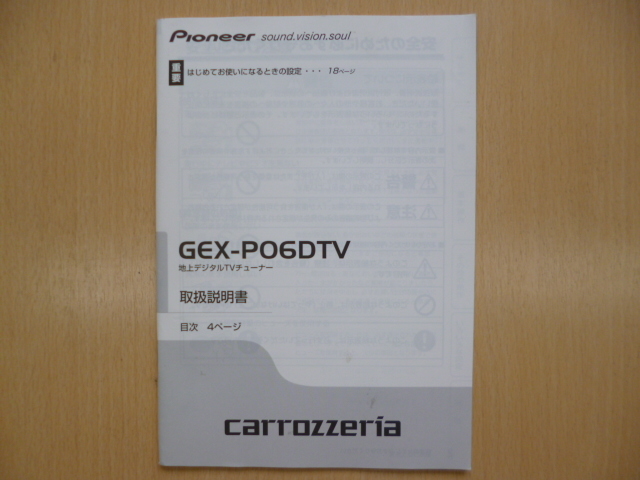 Pioneer sound.vision.soul
重要 はじめてお使いになるときの設定・・・ 18ページ
GEX-P06DTV
地上デジタルTVチューナー
取扱説明書
目次 4ページ
carrozzeria